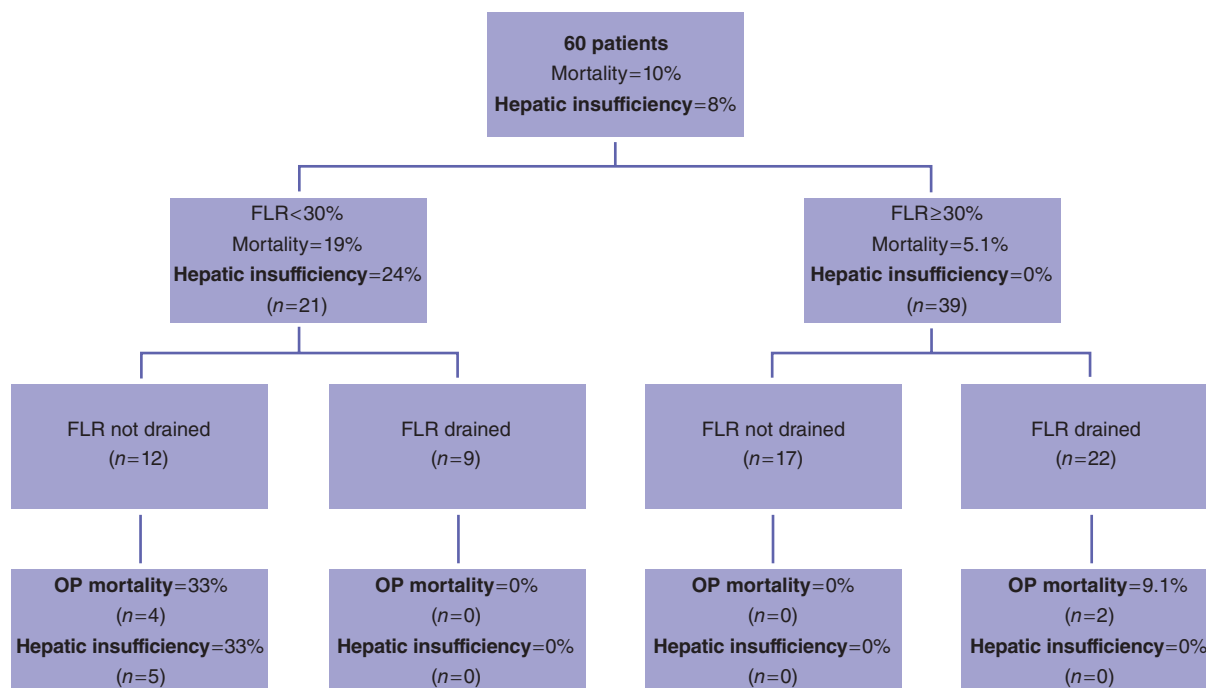 60 patients
Mortality=10%
Hepatic insufficiency=8%
FLR<30%
Mortality=19%
Hepatic insufficiency=24%
(n=21)
FLR≥30%
Mortality=5.1%
Hepatic insufficiency=0%
(n=39)
FLR not drained
(n=12)
FLR drained
(n=9)
FLR not drained
(n=17)
FLR drained
(n=22)
OP mortality=33%
(n=4)
Hepatic insufficiency=33%
(n=5)
OP mortality=0%
(n=0)
Hepatic insufficiency=0%
(n=0)
OP mortality=0%
(n=0)
Hepatic insufficiency=0%
(n=0)
OP mortality=9.1%
(n=2)
Hepatic insufficiency=0%
(n=0)